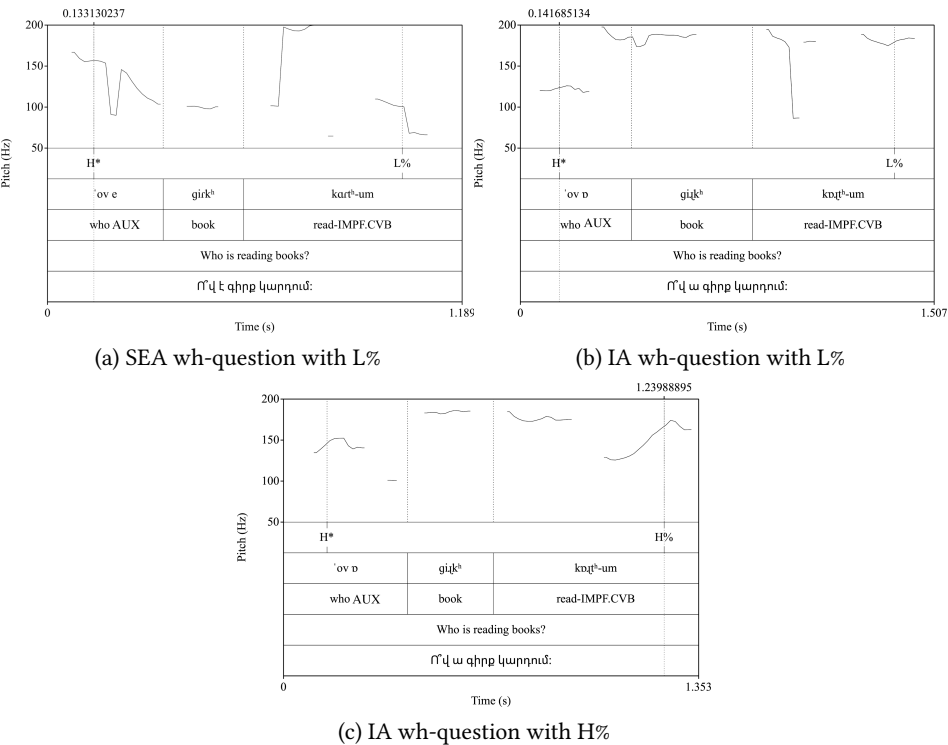 0.133130237
200
150
100
50
Pitch (Hz)
H*
L%
ˈov e
ɡiɾkʰ
kɑɾtʰ-um
who AUX
book
read-IMPF.CVB
Who is reading books?
Ո՞վ է գիրք կարդում։
0
1.189
Time (s)
(a) SEA wh-question with L%
0.141685134
200
150
100
50
Pitch (Hz)
H*
L%
ˈov ɒ
ɡiɻkʰ
kɒɻtʰ-um
who AUX
book
read-IMPF.CVB
Who is reading books?
Ո՞վ ա գիրք կարդում։
0
1.507
Time (s)
(b) IA wh-question with L%
1.23988895
200
150
100
50
Pitch (Hz)
H*
H%
ˈov ɒ
ɡiɻkʰ
kɒɻtʰ-um
who AUX
book
read-IMPF.CVB
Who is reading books?
Ո՞վ ա գիրք կարդում։
0
1.353
Time (s)
(c) IA wh-question with H%